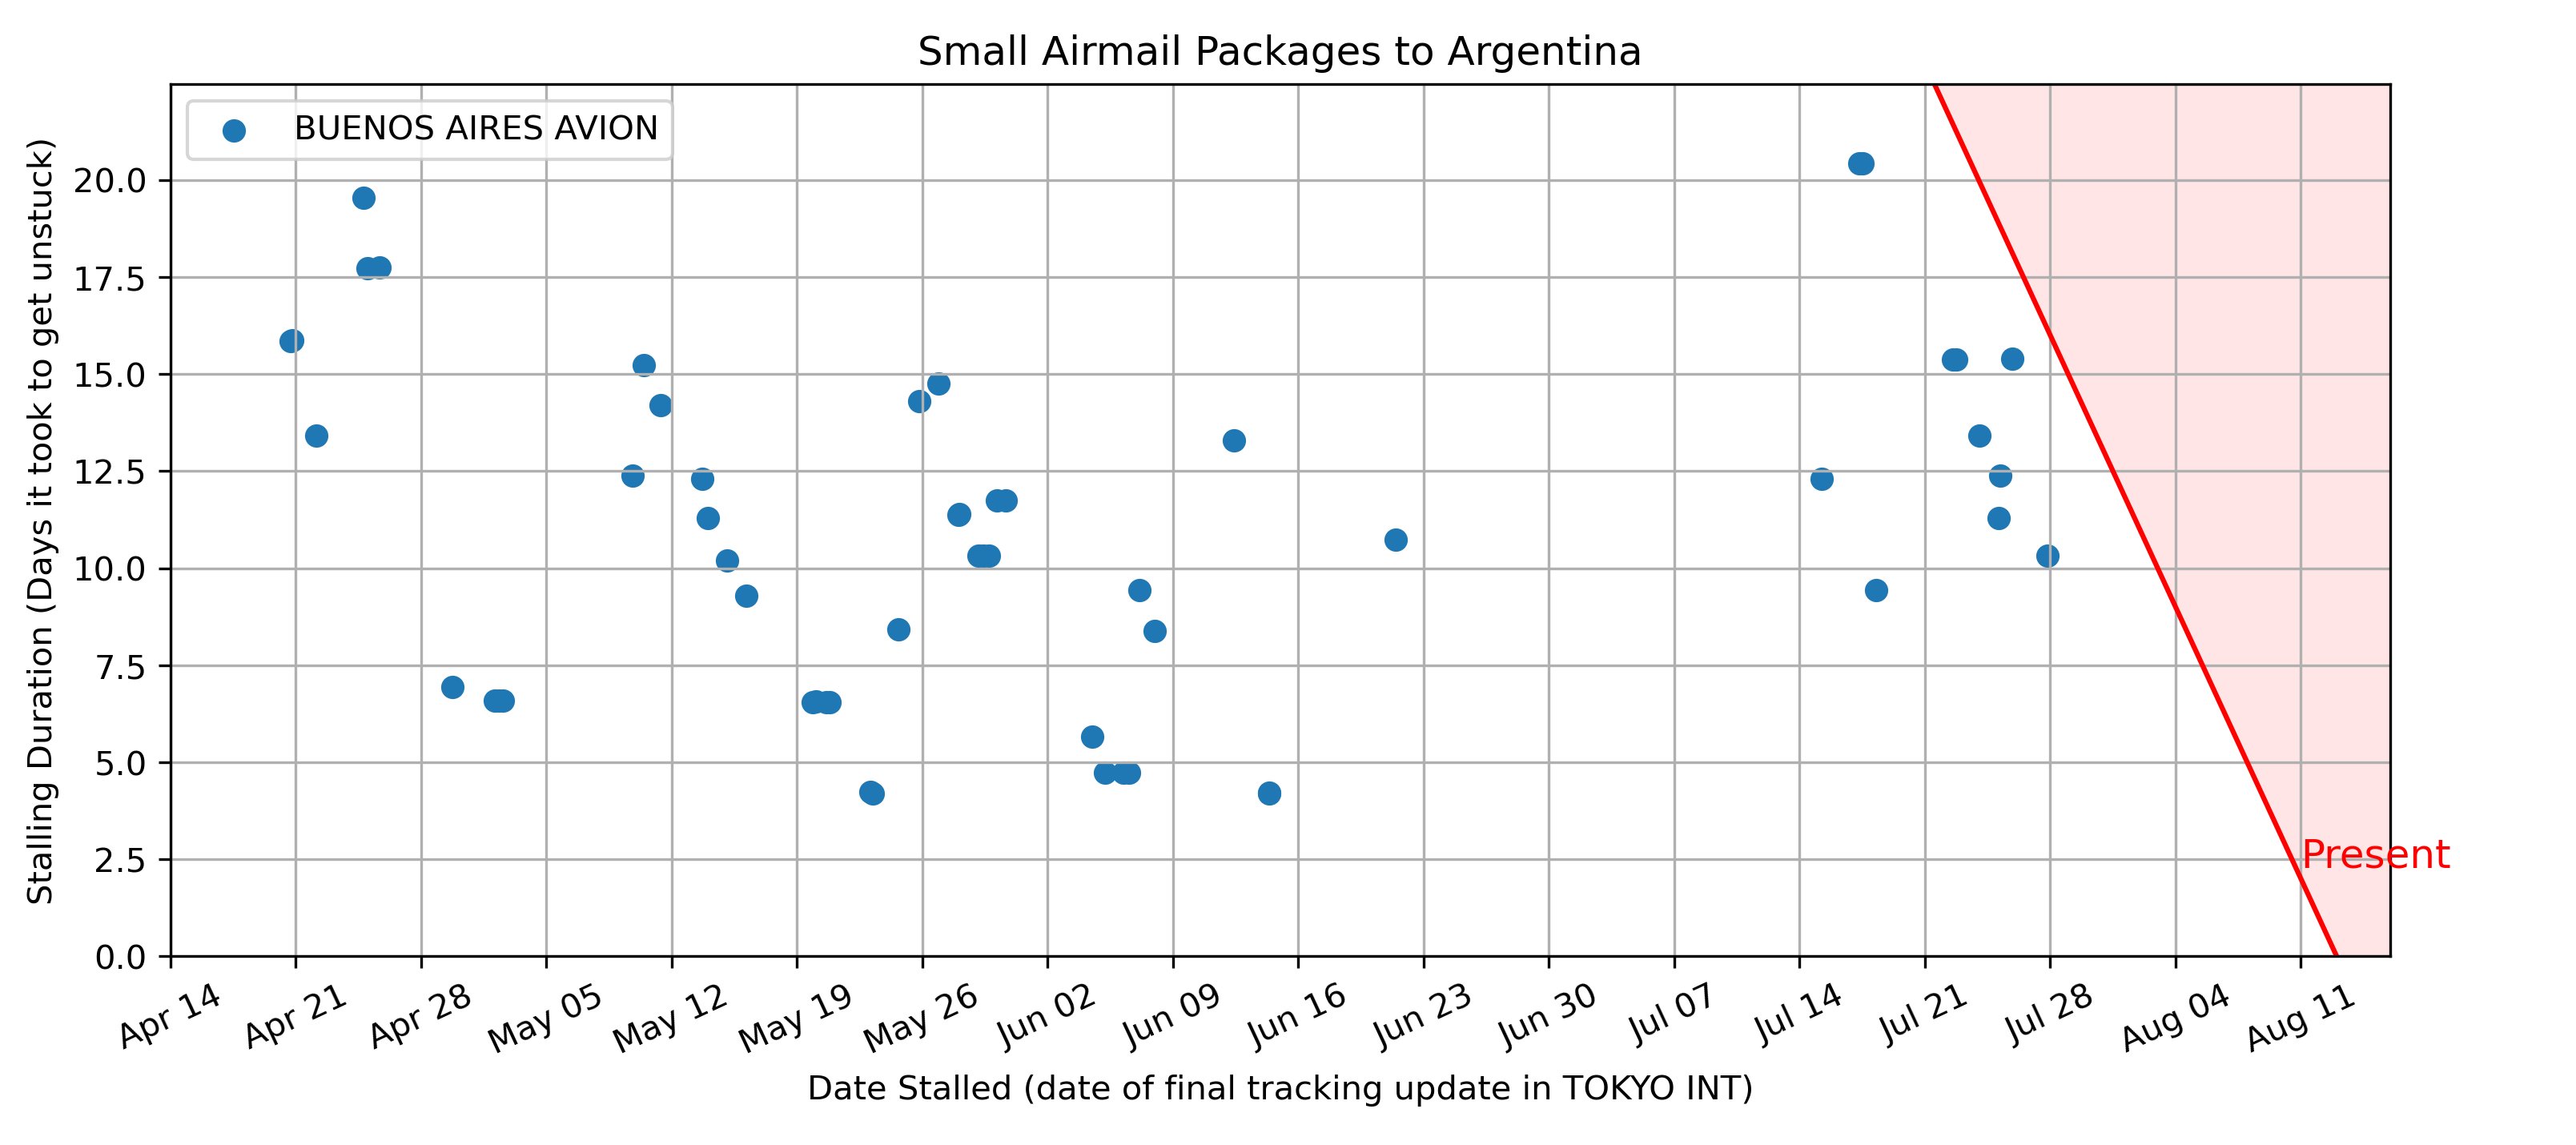 Small Airmail Packages to Argentina
BUENOS AIRES AVION
Stalling Duration (Days it took to get unstuck)
20.0
17.5
15.0
12.5
10.0
7.5
5.0
2.5
0.0
Present
Apr 14
Apr 21
Apr 28
May 05
May 12
May 19
May 26
Jun 02
Jun 09
Jun 16
Jun 23
Jun 30
Jul 07
Jul 14
Jul 21
Jul 28
Aug 04
Aug 11
Date Stalled (date of final tracking update in TOKYO INT)